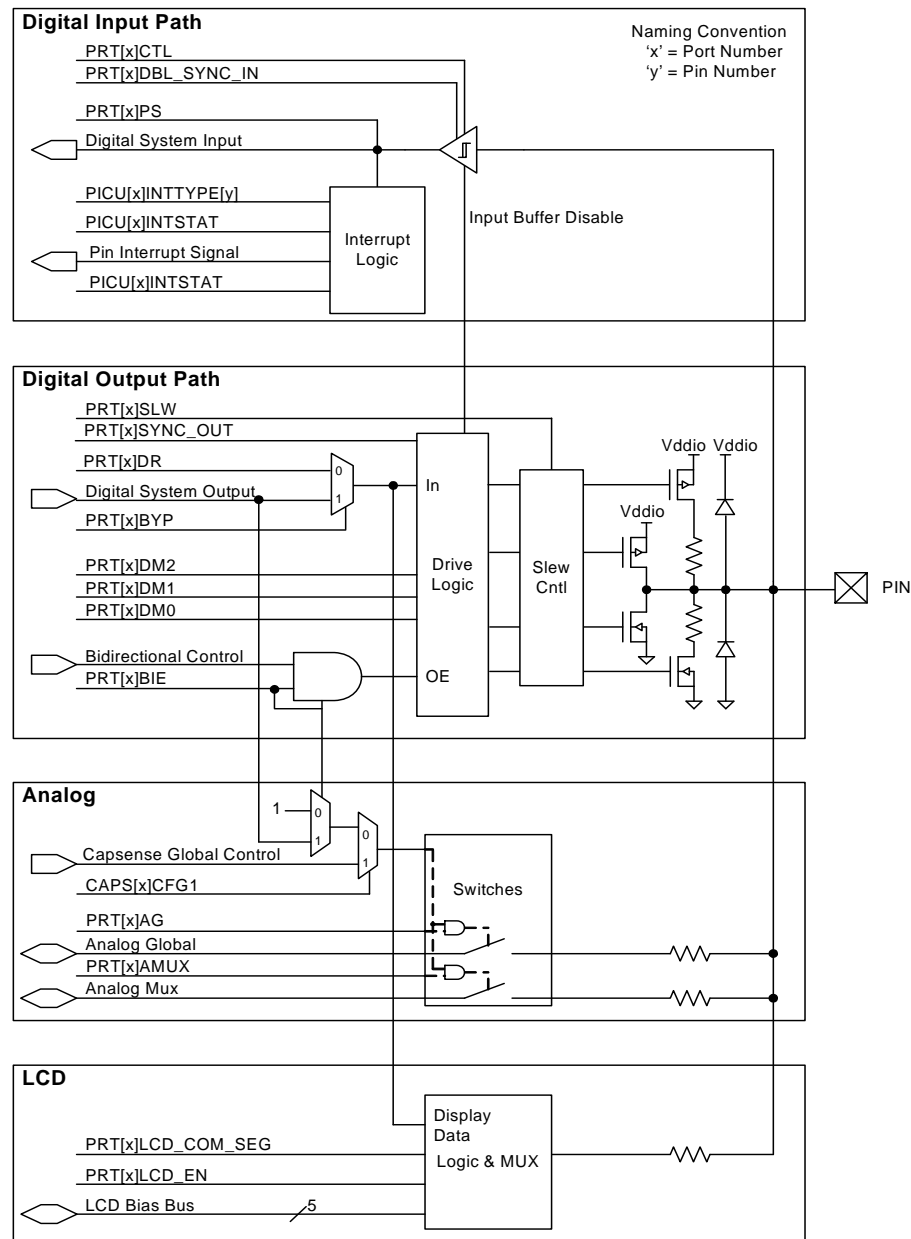 Digital Input Path
Naming Convention
‘x’ = Port Number
‘y’ = Pin Number
PRT[x]CTL
PRT[x]DBL_SYNC_IN
PRT[x]PS
Digital System Input
PICU[x]INTTYPE[y]
PICU[x]INTSTAT
Pin Interrupt Signal
PICU[x]INTSTAT
Interrupt
Logic
Input Buffer Disable
Digital Output Path
PRT[x]SLW
PRT[x]SYNC_OUT
PRT[x]DR
Digital System Output
PRT[x]BYP
0
1
PRT[x]DM2
PRT[x]DM1
PRT[x]DM0
Bidirectional Control
PRT[x]BIE
In
Drive
Logic
OE
Slew
Cntl
Vddio Vddio
Vddio
PIN
Analog
1
0
1
0
1
Capsense Global Control
CAPS[x]CFG1
Switches
PRT[x]AG
Analog Global
PRT[x]AMUX
Analog Mux
LCD
Display
Data
Logic & MUX
PRT[x]LCD_COM_SEG
PRT[x]LCD_EN
LCD Bias Bus
5